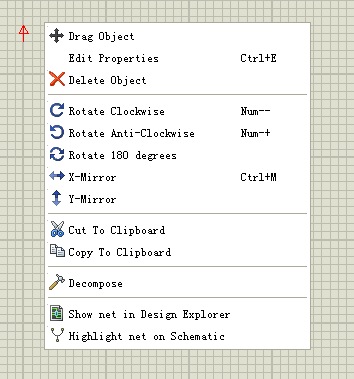 Drag Object
Edit Properties Ctrl+E
Delete Object
Rotate Clockwise Num--
Rotate Anti-Clockwise Num-+
Rotate 180 degrees
X-Mirror Ctrl+M
Y-Mirror
Cut To Clipboard
Copy To Clipboard
Decompose
Show net in Design Explorer
Highlight net on Schematic